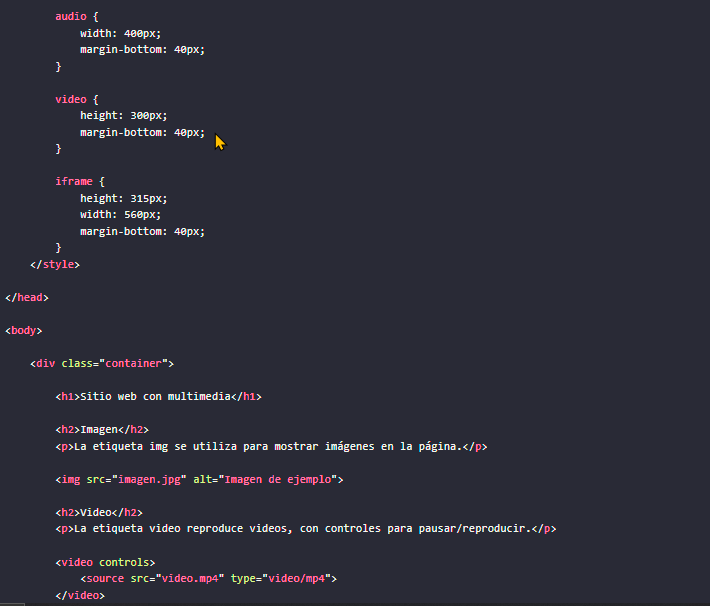 audio {
width: 400px;
margin-bottom: 40px;
}
video {
height: 300px;
margin-bottom: 40px;
}
iframe {
height: 315px;
width: 560px;
margin-bottom: 40px;
}
</style>
</head>
<body>
<div class="container">
<h1>Sitio web con multimedia</h1>
<h2>Imagen</h2>
<p>La etiqueta img se utiliza para mostrar imágenes en la página.</p>
<img src="imagen.jpg" alt="Imagen de ejemplo">
<h2>Video</h2>
<p>La etiqueta video reproduce videos, con controles para pausar/reproducir.</p>
<video controls>
<source src="video.mp4" type="video/mp4">
</video>